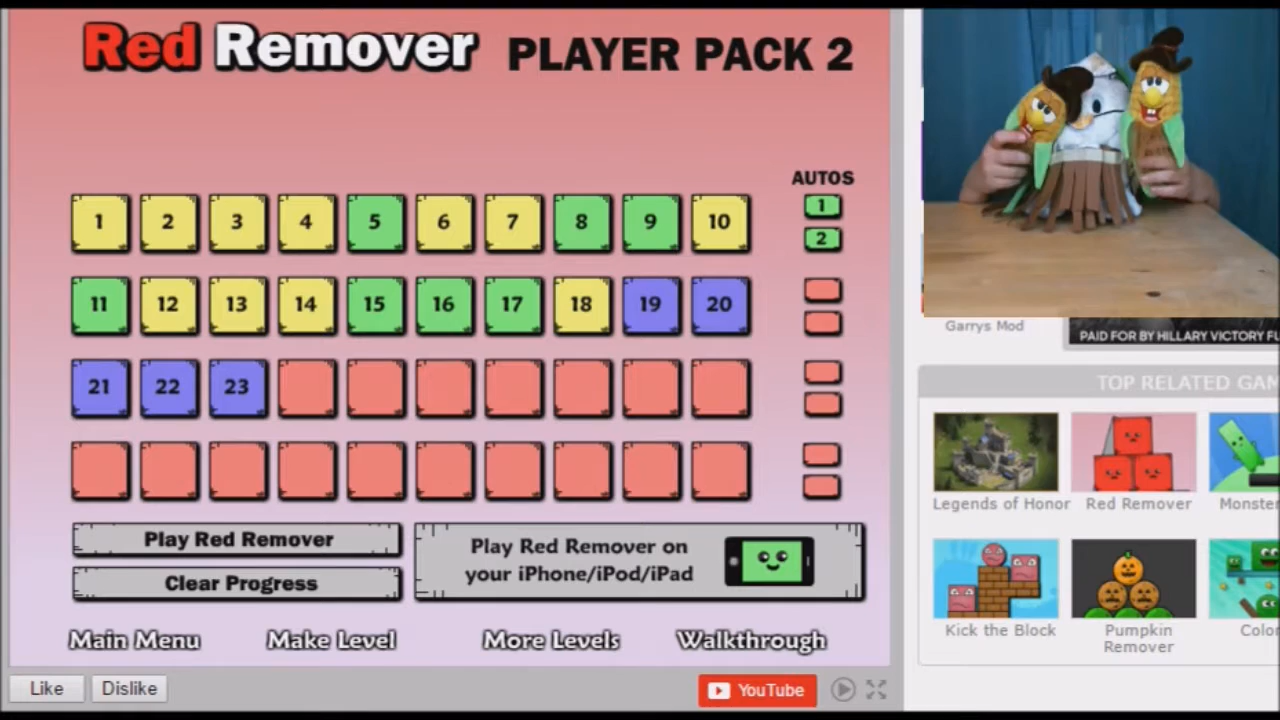 Red Remover PLAYER PACK 2
AUTOS
1 2 3 4 5 6 7 8 9 10
1
2
11 12 13 14 15 16 17 18 19 20
21 22 23
Play Red Remover
Clear Progress
Play Red Remover on
your iPhone/iPod/iPad
Main Menu Make Level More Levels Walkthrough
Like Dislike
YouTube
Garrys Mod
PAID FOR BY HILLARY VICTORY FU
TOP RELATED GAM
Legends of Honor Red Remover Monster
Kick the Block Pumpkin Remover Color